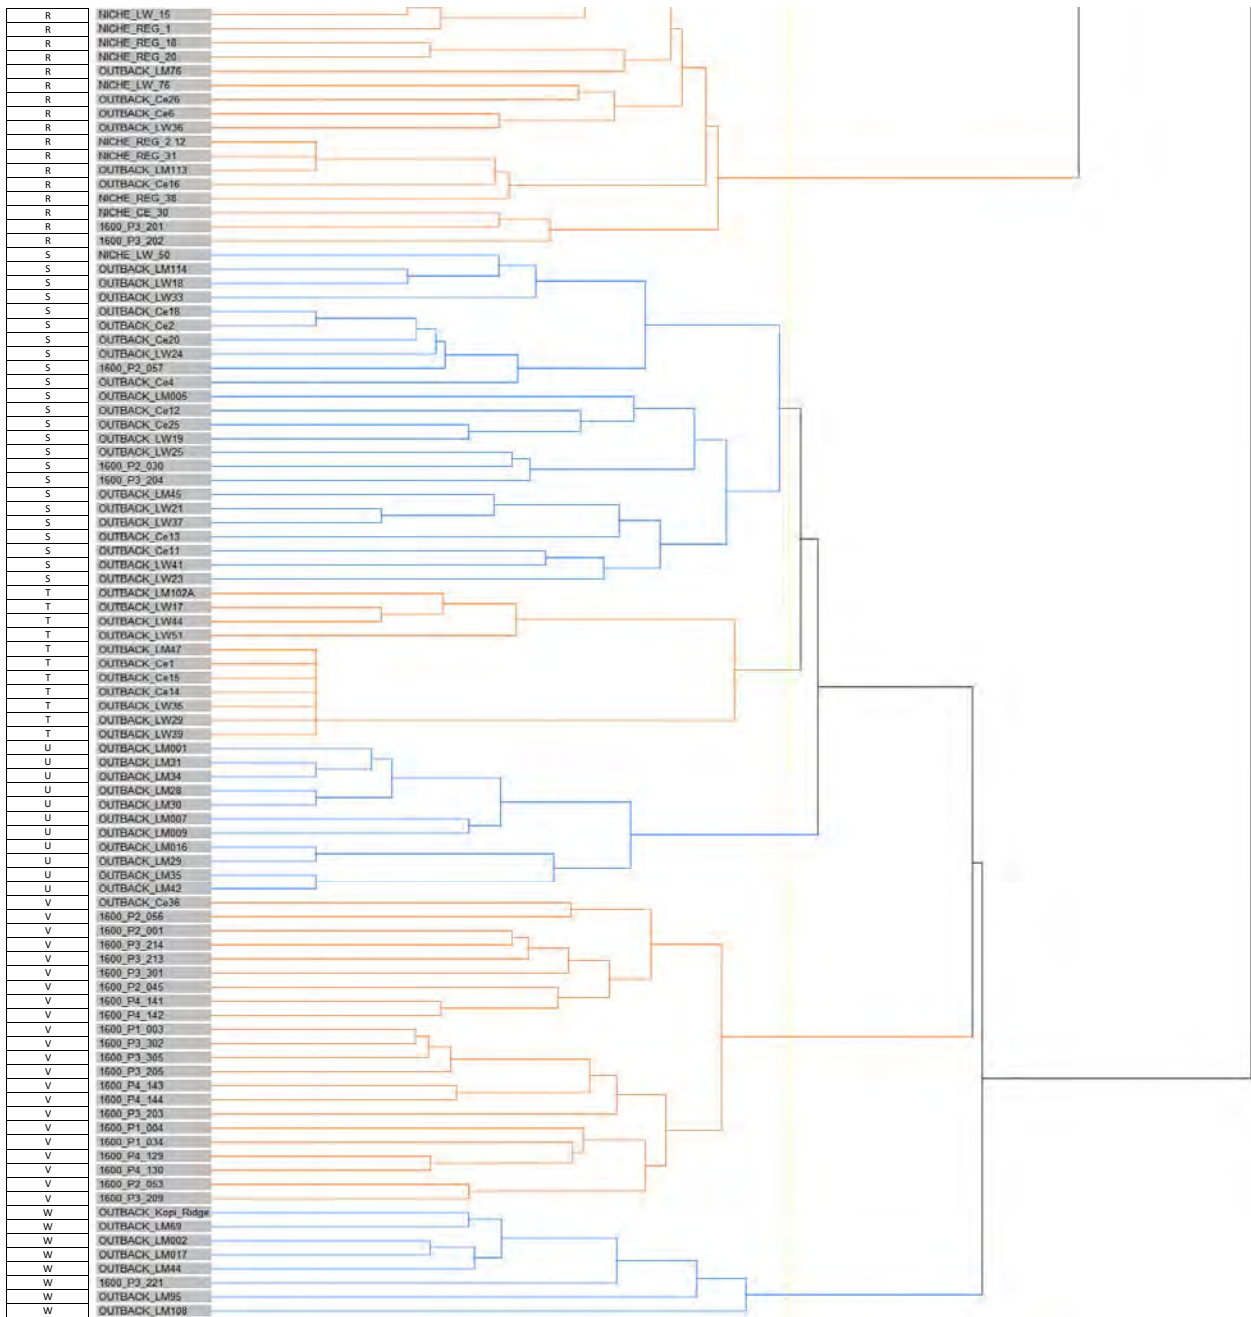 R NICHE_LW_15
R NICHE_REG_1
R NICHE_REG_18
R NICHE_REG_20
R OUTBACK_LM76
R NICHE_LW_76
R OUTBACK_Ce26
R OUTBACK_Ce6
R OUTBACK_LW36
R NICHE_REG_2 12
R NICHE_REG_31
R OUTBACK_LM113
R OUTBACK_Ce16
R NICHE_REG_38
R NICHE_CE_30
R 1600_P3_201
R 1600_P3_202
S NICHE_LW_50
S OUTBACK_LM114
S OUTBACK_LW18
S OUTBACK_LW33
S OUTBACK_Ce18
S OUTBACK_Ce2
S OUTBACK_Ce20
S OUTBACK_LW24
S 1600_P2_057
S OUTBACK_Ce4
S OUTBACK_LM005
S OUTBACK_Ce12
S OUTBACK_Ce25
S OUTBACK_LW19
S OUTBACK_LW25
S 1600_P2_030
S 1600_P3_204
S OUTBACK_LM45
S OUTBACK_LW21
S OUTBACK_LW37
S OUTBACK_Ce13
S OUTBACK_Ce11
S OUTBACK_LW41
S OUTBACK_LW23
T OUTBACK_LM102A
T OUTBACK_LW17
T OUTBACK_LW44
T OUTBACK_LW51
T OUTBACK_LM47
T OUTBACK_Ce1
T OUTBACK_Ce15
T OUTBACK_Ce14
T OUTBACK_LW35
T OUTBACK_LW29
T OUTBACK_LW39
U OUTBACK_LM001
U OUTBACK_LM31
U OUTBACK_LM34
U OUTBACK_LM28
U OUTBACK_LM30
U OUTBACK_LM007
U OUTBACK_LM009
U OUTBACK_LM016
U OUTBACK_LM29
U OUTBACK_LM35
U OUTBACK_LM42
V OUTBACK_Ce36
V 1600_P2_056
V 1600_P2_001
V 1600_P3_214
V 1600_P3_213
V 1600_P3_301
V 1600_P2_045
V 1600_P4_141
V 1600_P4_142
V 1600_P1_003
V 1600_P3_302
V 1600_P3_305
V 1600_P3_205
V 1600_P4_143
V 1600_P4_144
V 1600_P3_203
V 1600_P1_004
V 1600_P1_034
V 1600_P4_129
V 1600_P4_130
V 1600_P2_053
V 1600_P3_209
W OUTBACK_Kopi_Ridge
W OUTBACK_LM69
W OUTBACK_LM002
W OUTBACK_LM017
W OUTBACK_LM44
W 1600_P3_221
W OUTBACK_LM95
W OUTBACK_LM108